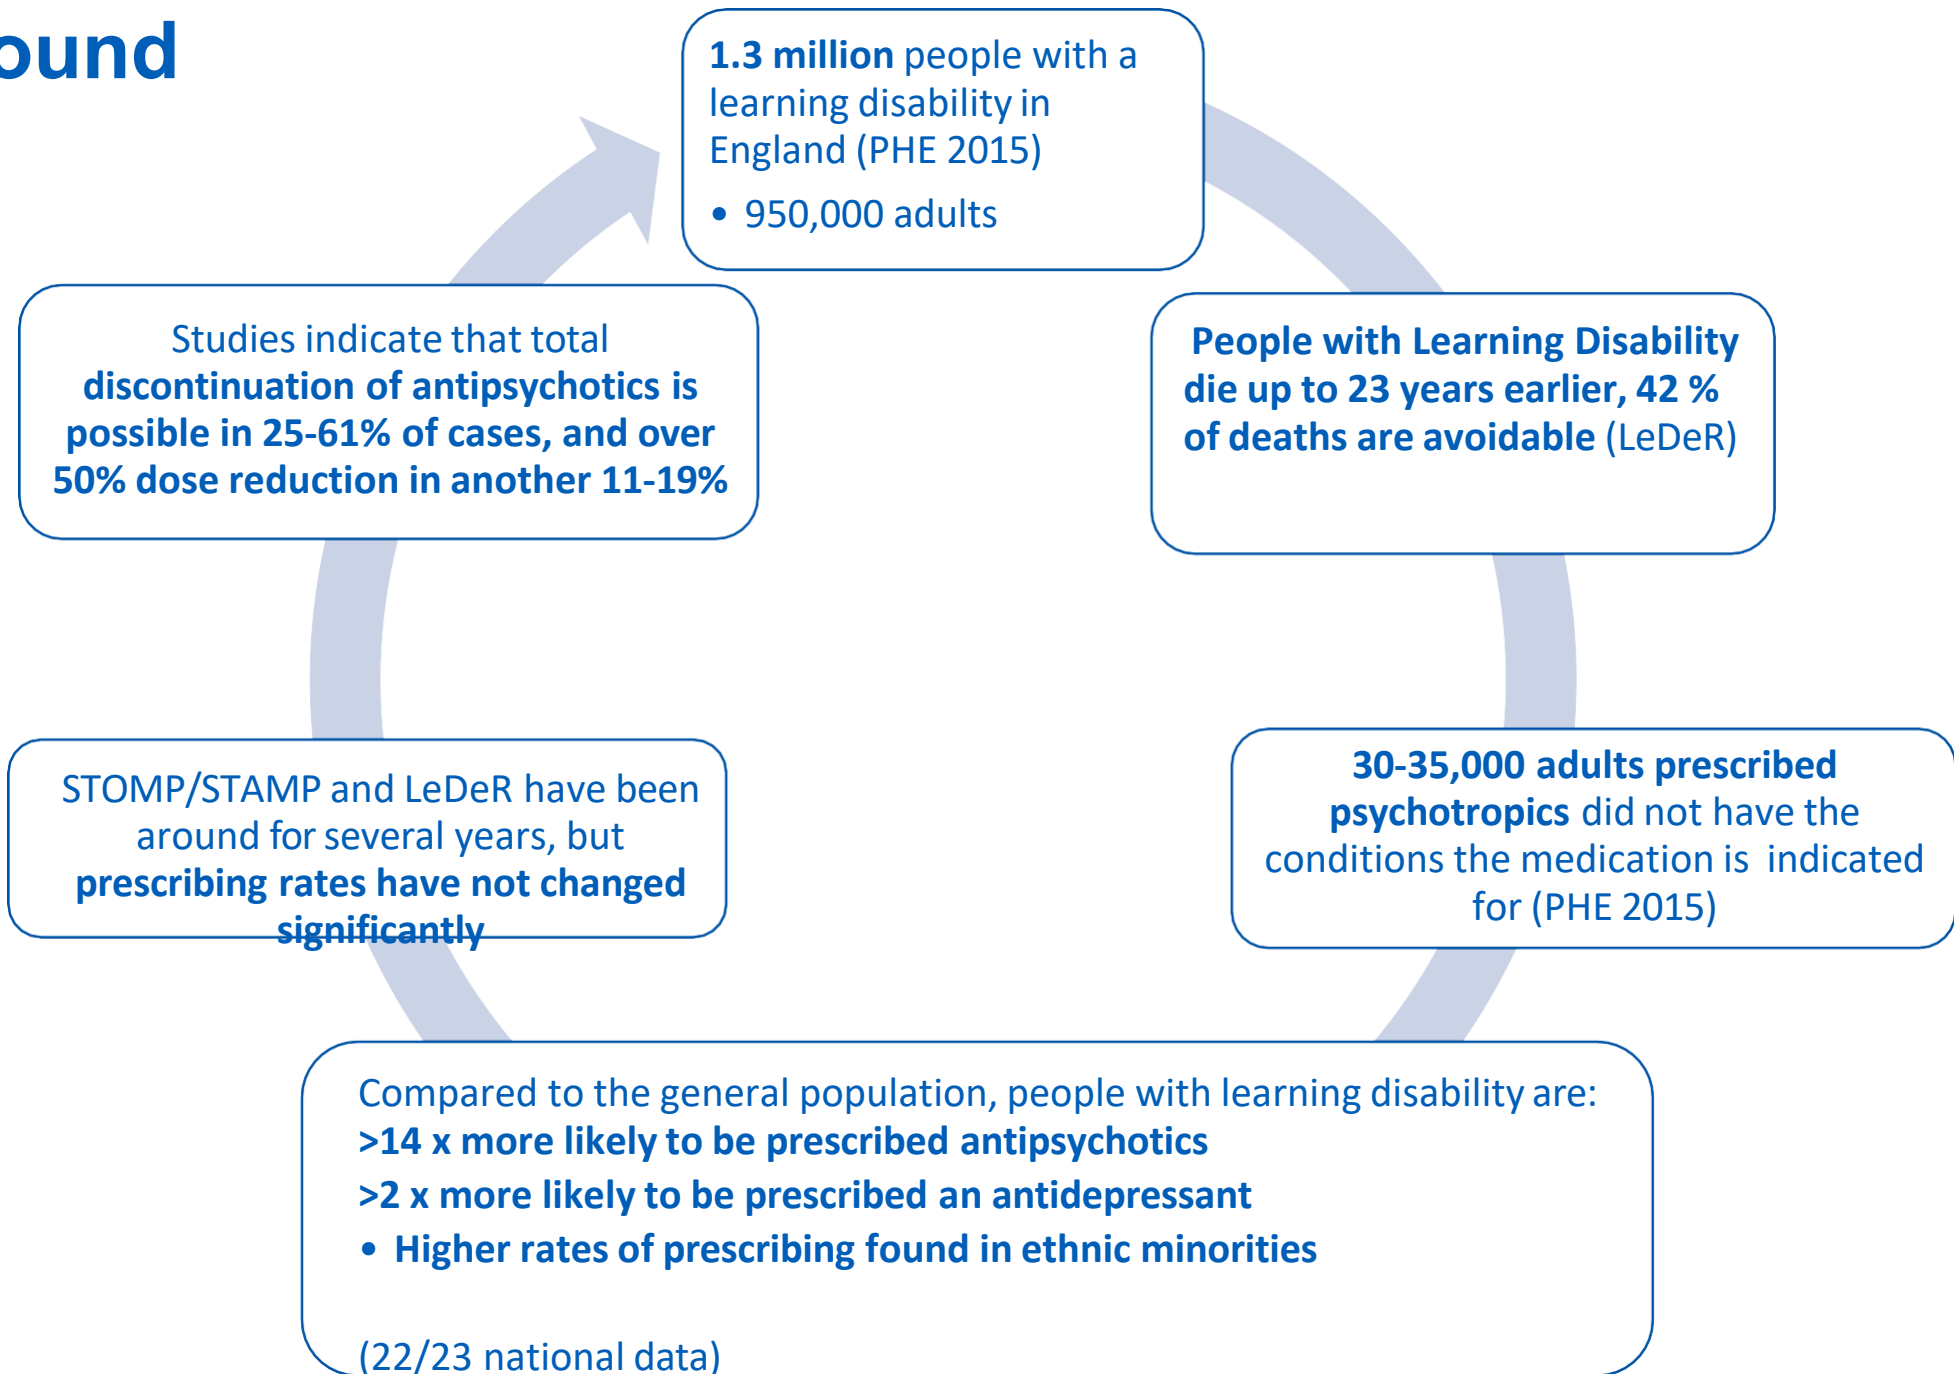 ound
1.3 million people with a
learning disability in
England (PHE 2015)
• 950,000 adults
People with Learning Disability
die up to 23 years earlier, 42 %
of deaths are avoidable (LeDeR)
30-35,000 adults prescribed
psychotropics did not have the
conditions the medication is indicated
for (PHE 2015)
Compared to the general population, people with learning disability are:
>14 x more likely to be prescribed antipsychotics
>2 x more likely to be prescribed an antidepressant
• Higher rates of prescribing found in ethnic minorities
(22/23 national data)
STOMP/STAMP and LeDeR have been
around for several years, but
prescribing rates have not changed
significantly
Studies indicate that total
discontinuation of antipsychotics is
possible in 25-61% of cases, and over
50% dose reduction in another 11-19%